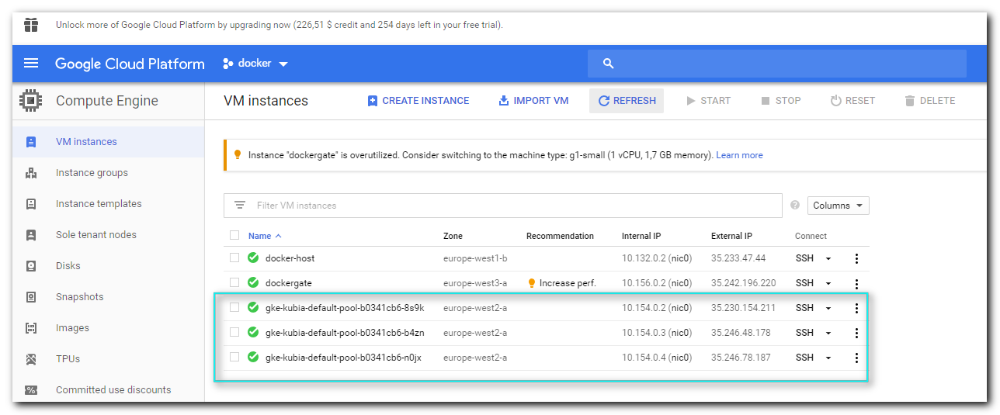 Unlock more of Google Cloud Platform by upgrading now (226,51 $ credit and 254 days left in your free trial).
Google Cloud Platform docker
Compute Engine
VM instances CREATE INSTANCE IMPORT VM REFRESH START STOP RESET DELETE
VM instances
Instance groups
Instance templates
Sole tenant nodes
Disks
Snapshots
Images
TPUs
Committed use discounts
Instance "dockergate" is overutilized. Consider switching to the machine type: g1-small (1 vCPU, 1,7 GB memory). Learn more
Filter VM instances ? Columns
Name Zone Recommendation Internal IP External IP Connect
docker-host europe-west1-b 10.132.0.2 (nic0) 35.233.47.44 SSH
dockergate europe-west3-a Increase perf. 10.156.0.2 (nic0) 35.242.196.220 SSH
gke-kubia-default-pool-b0341cb6-8s9k europe-west2-a 10.154.0.2 (nic0) 35.230.154.211 SSH
gke-kubia-default-pool-b0341cb6-b4zn europe-west2-a 10.154.0.3 (nic0) 35.246.48.178 SSH
gke-kubia-default-pool-b0341cb6-n0jx europe-west2-a 10.154.0.4 (nic0) 35.246.78.187 SSH